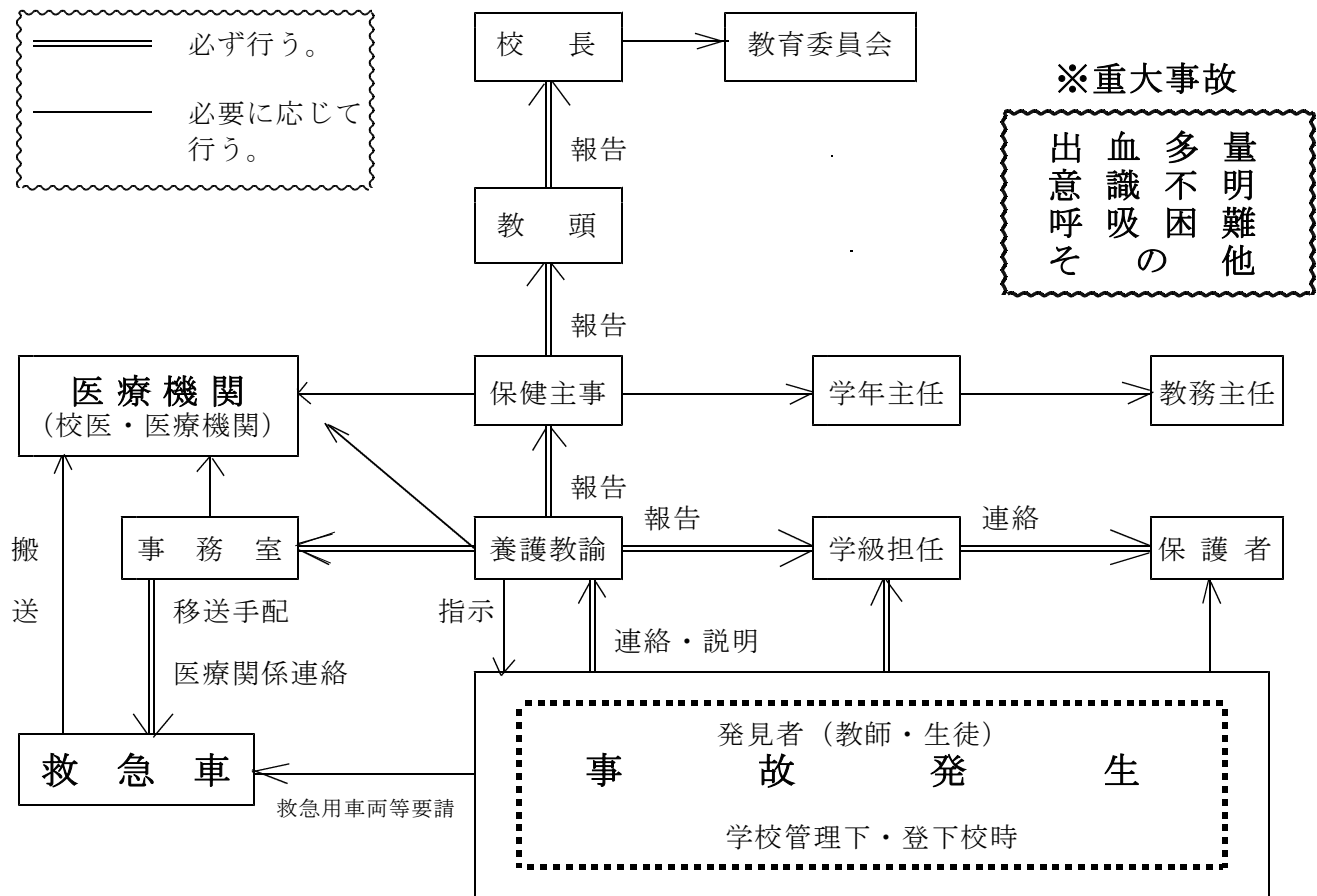 必ず行う。
必要に応じて
行う。
校長
教育委員会
※重大事故
出血多量
意識不明
呼吸困難
その他
報告
教頭
報告
医療機関
（校医・医療機関）
保健主事
学年主任
教務主任
報告
報告
連絡
事務室
養護教諭
学級担任
保護者
搬送
移送手配
医療関係連絡
指示
連絡・説明
救急車
救急用車両等要請
発見者（教師・生徒）
事故発生
学校管理下・登下校時